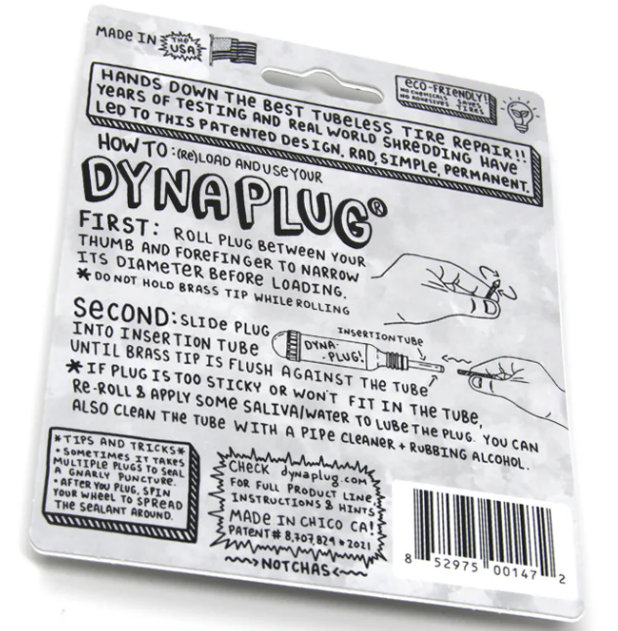 MADE IN THE USA
eco-FRIENDLY!
NO CHEMICALS SAVES
NO ADHESIVES TIRES
HANDS DOWN THE BEST TUBELESS TIRE REPAIR!!
YEARS OF TESTING AND REAL WORLD SHREDDING HAVE
LED TO THIS PATENTED DESIGN. RAD, SIMPLE, PERMANENT.
HOW TO: (RE)LOAD AND USE YOUR
DYNAPLUG®
FIRST: ROLL PLUG BETWEEN YOUR
THUMB AND FOREFINGER TO NARROW
ITS DIAMETER BEFORE LOADING.
* DO NOT HOLD BRASS TIP WHILE ROLLING
SECOND: SLIDE PLUG
INTO INSERTION TUBE
UNTIL BRASS TIP IS FLUSH AGAINST THE TUBE
INSERTION TUBE
DYNA-
-PLUG!
* IF PLUG IS TOO STICKY OR WON'T FIT IN THE TUBE,
RE-ROLL & APPLY SOME SALIVA/WATER TO LUBE THE PLUG. YOU CAN
ALSO CLEAN THE TUBE WITH A PIPE CLEANER + RUBBING ALCOHOL.
*TIPS AND TRICKS*
• SOMETIMES IT TAKES
MULTIPLE PLUGS TO SEAL
A GNARLY PUNCTURE.
• AFTER YOU PLUG, SPIN
YOUR WHEEL TO SPREAD
THE SEALANT AROUND.
CHECK dynaplug.com
FOR FULL PRODUCT LINE,
INSTRUCTIONS & HINTS
MADE IN CHICO CA!
PATENT# 8,707,829 * 2021
NOTCHAS
8 52975 00147 2